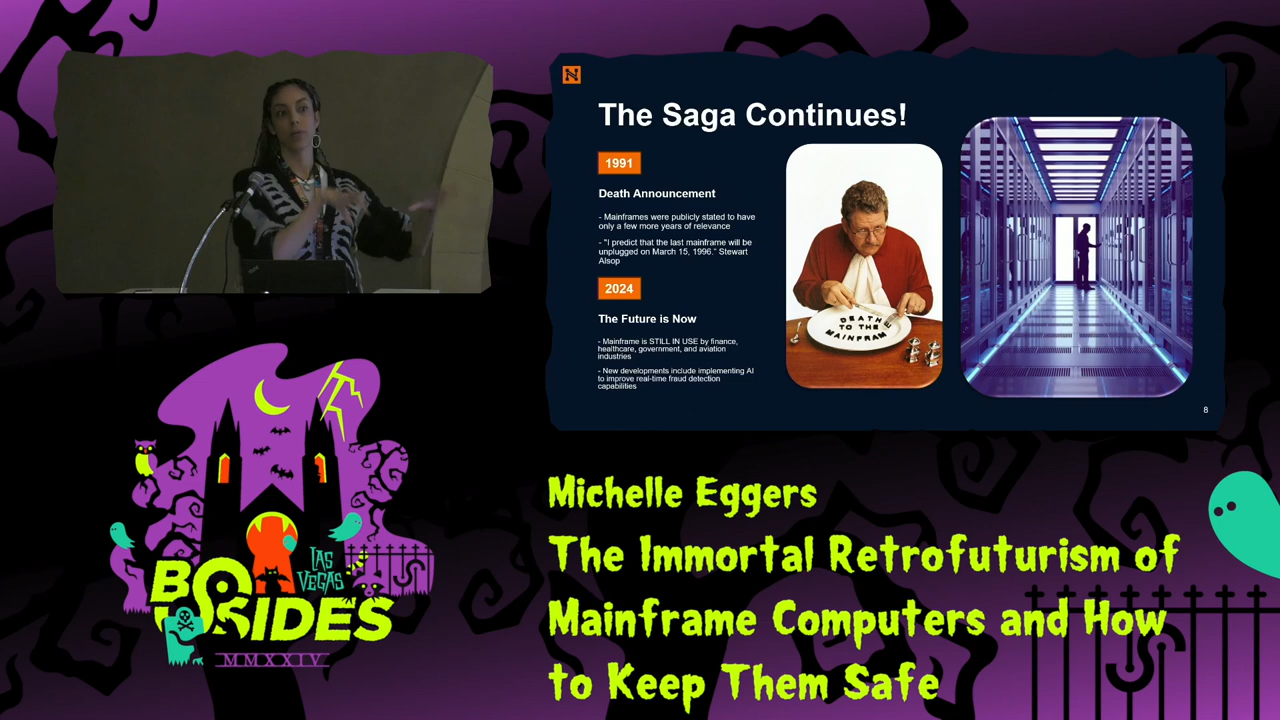 The Saga Continues!
1991
Death Announcement
- Mainframes were publicly stated to have
only a few more years of relevance
- "I predict that the last mainframe will be
unplugged on March 15, 1996." Stewart
Alsop
2024
The Future is Now
- Mainframe is STILL IN USE by finance,
healthcare, government, and aviation
industries
- New developments include implementing AI
to improve real-time fraud detection
capabilities
DEATH
TO THE
MAINFRAM
8
LAS
VEGAS
BSIDES
MMXXIV
Michelle Eggers
The Immortal Retrofuturism of
Mainframe Computers and How
to Keep Them Safe